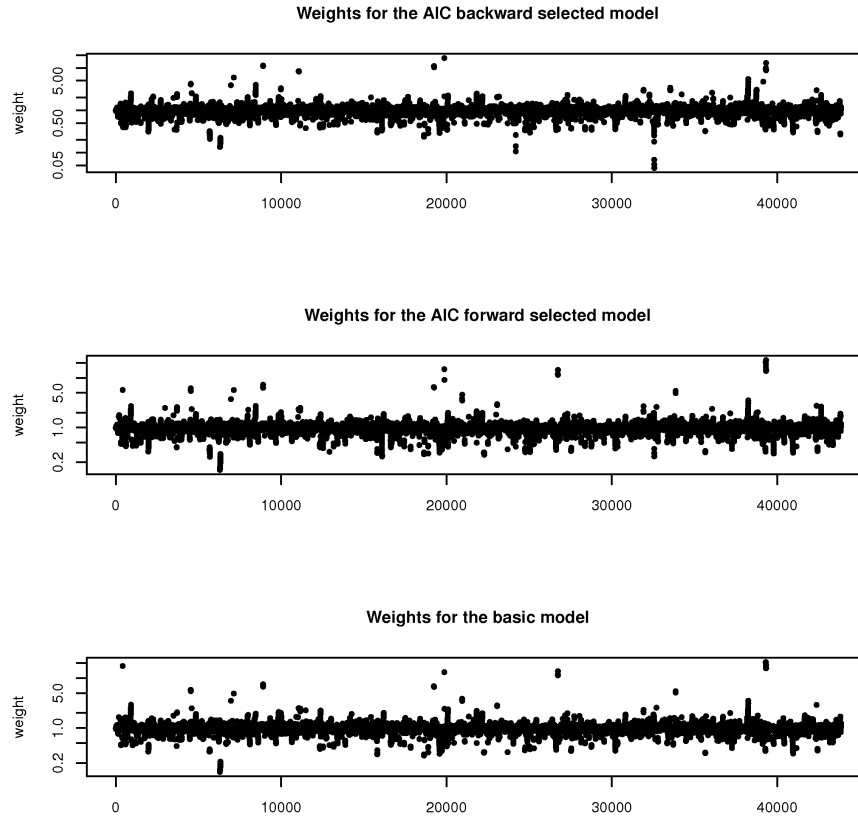 Weights for the AIC backward selected model
weight
5.00
0.50
0.05
0 10000 20000 30000 40000
Weights for the AIC forward selected model
weight
5.0
1.0
0.2
0 10000 20000 30000 40000
Weights for the basic model
weight
5.0
1.0
0.2
0 10000 20000 30000 40000